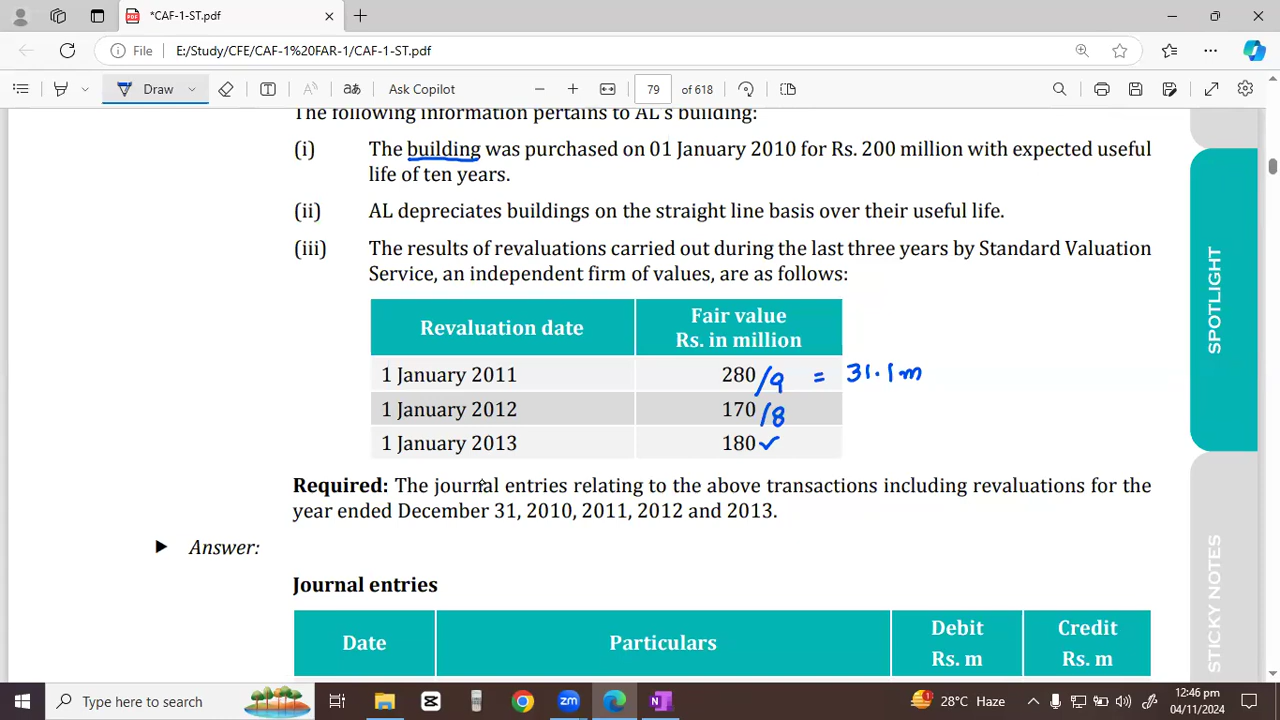 *CAF-1-ST.pdf
File
E:/Study/CFE/CAF-1%20FAR-1/CAF-1-ST.pdf
Draw
Ask Copilot
79
of 618
The following information pertains to AL's building:
(i) The building was purchased on 01 January 2010 for Rs. 200 million with expected useful
life of ten years.
(ii) AL depreciates buildings on the straight line basis over their useful life.
(iii) The results of revaluations carried out during the last three years by Standard Valuation
Service, an independent firm of values, are as follows:
Revaluation date Fair value
Rs. in million
1 January 2011 280 /9 = 31.1m
1 January 2012 170 /8
1 January 2013 180 ✓
Required: The journal entries relating to the above transactions including revaluations for the
year ended December 31, 2010, 2011, 2012 and 2013.
Answer:
Journal entries
Date Particulars Debit Credit
Rs. m Rs. m
SPOTLIGHT
STICKY NOTES
Type here to search
28°C Haze
12:46 pm
04/11/2024